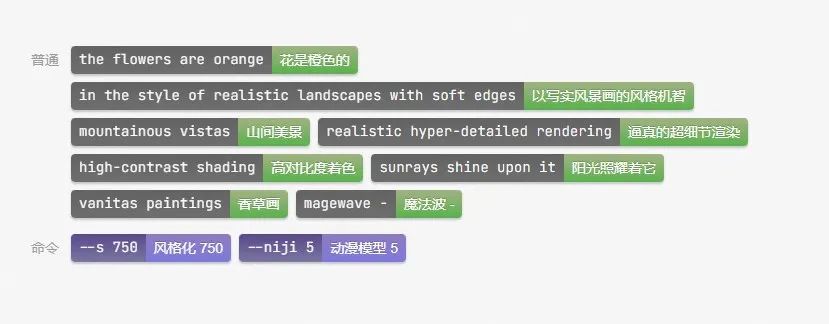 普通 the flowers are orange 花是橙色的
in the style of realistic landscapes with soft edges 以写实风景画的风格机智
mountainous vistas 山间美景 realistic hyper-detailed rendering 逼真的超细节渲染
high-contrast shading 高对比度着色 sunrays shine upon it 阳光照耀着它
vanitas paintings 香草画 magewave - 魔法波 -
命令 --s 750 风格化 750 --niji 5 动漫模型 5